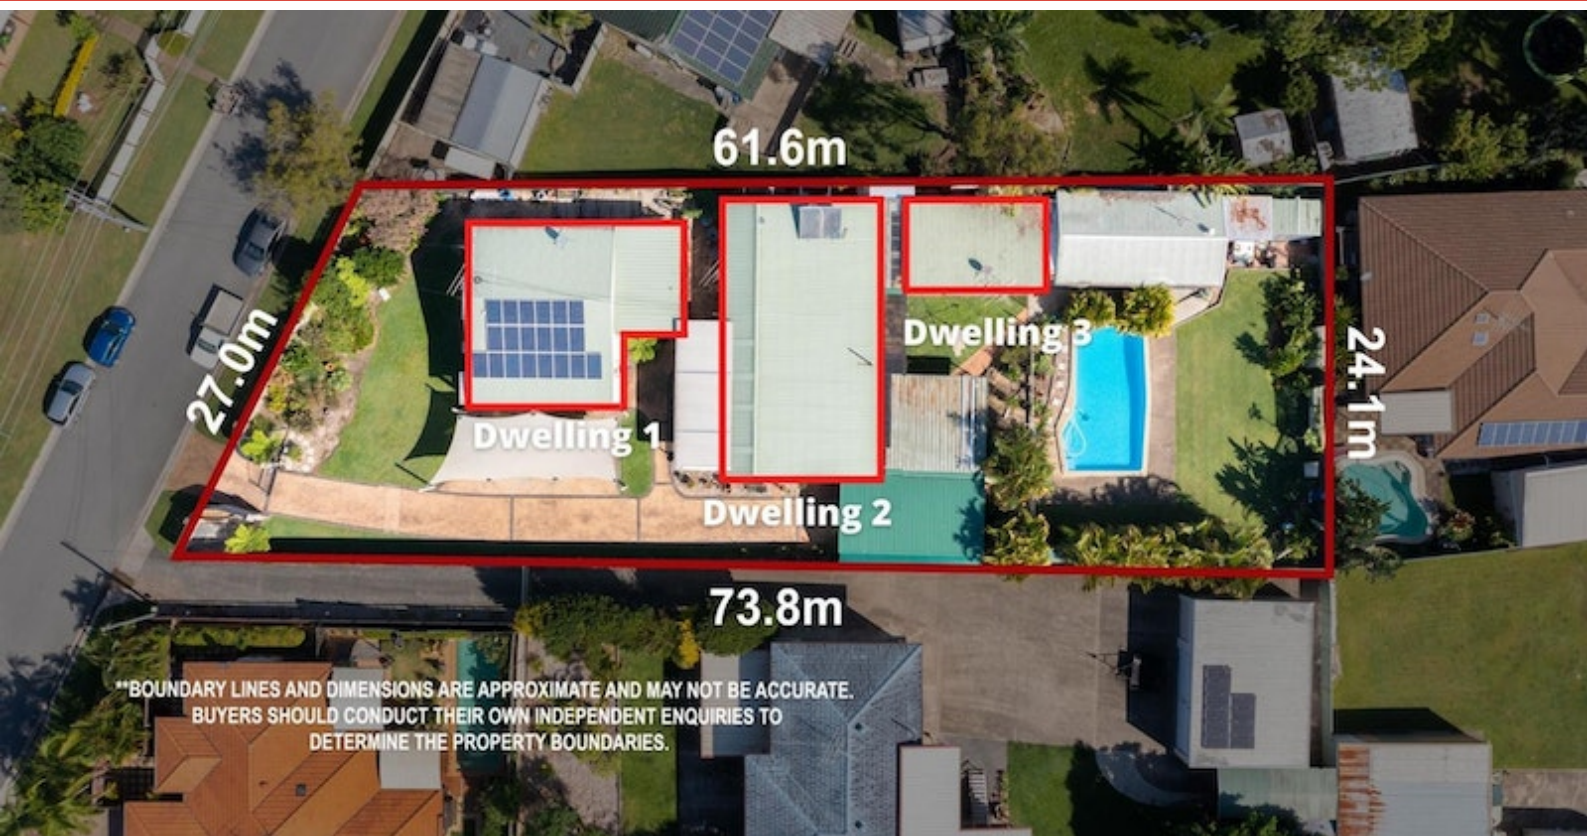 61.6m
27.0m
24.1m
Dwelling 3
Dwelling 1
Dwelling 2
73.8m
**BOUNDARY LINES AND DIMENSIONS ARE APPROXIMATE AND MAY NOT BE ACCURATE.
BUYERS SHOULD CONDUCT THEIR OWN INDEPENDENT ENQUIRIES TO
DETERMINE THE PROPERTY BOUNDARIES.